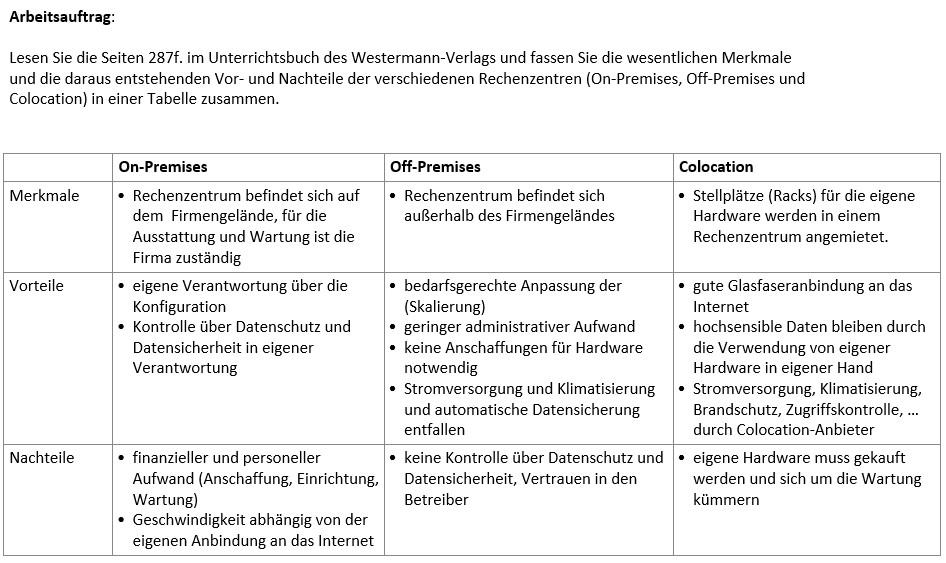 Arbeitsauftrag:
Lesen Sie die Seiten 287f. im Unterrichtsbuch des Westermann-Verlags und fassen Sie die wesentlichen Merkmale
und die daraus entstehenden Vor- und Nachteile der verschiedenen Rechenzentren (On-Premises, Off-Premises und
Colocation) in einer Tabelle zusammen.
On-Premises
Off-Premises
Colocation
Merkmale
• Rechenzentrum befindet sich auf
dem Firmengelände, für die
Ausstattung und Wartung ist die
Firma zuständig
• Rechenzentrum befindet sich
außerhalb des Firmengeländes
• Stellplätze (Racks) für die eigene
Hardware werden in einem
Rechenzentrum angemietet.
Vorteile
• eigene Verantwortung über die
Konfiguration
• Kontrolle über Datenschutz und
Datensicherheit in eigener
Verantwortung
• bedarfsgerechte Anpassung der
(Skalierung)
• geringer administrativer Aufwand
• keine Anschaffungen für Hardware
notwendig
• Stromversorgung und Klimatisierung
und automatische Datensicherung
entfallen
• gute Glasfaseranbindung an das
Internet
• hochsensible Daten bleiben durch
die Verwendung von eigener
Hardware in eigener Hand
• Stromversorgung, Klimatisierung,
Brandschutz, Zugriffskontrolle, …
durch Colocation-Anbieter
Nachteile
• finanzieller und personeller
Aufwand (Anschaffung, Einrichtung,
Wartung)
• Geschwindigkeit abhängig von der
eigenen Anbindung an das Internet
• keine Kontrolle über Datenschutz und
Datensicherheit, Vertrauen in den
Betreiber
• eigene Hardware muss gekauft
werden und sich um die Wartung
kümmern